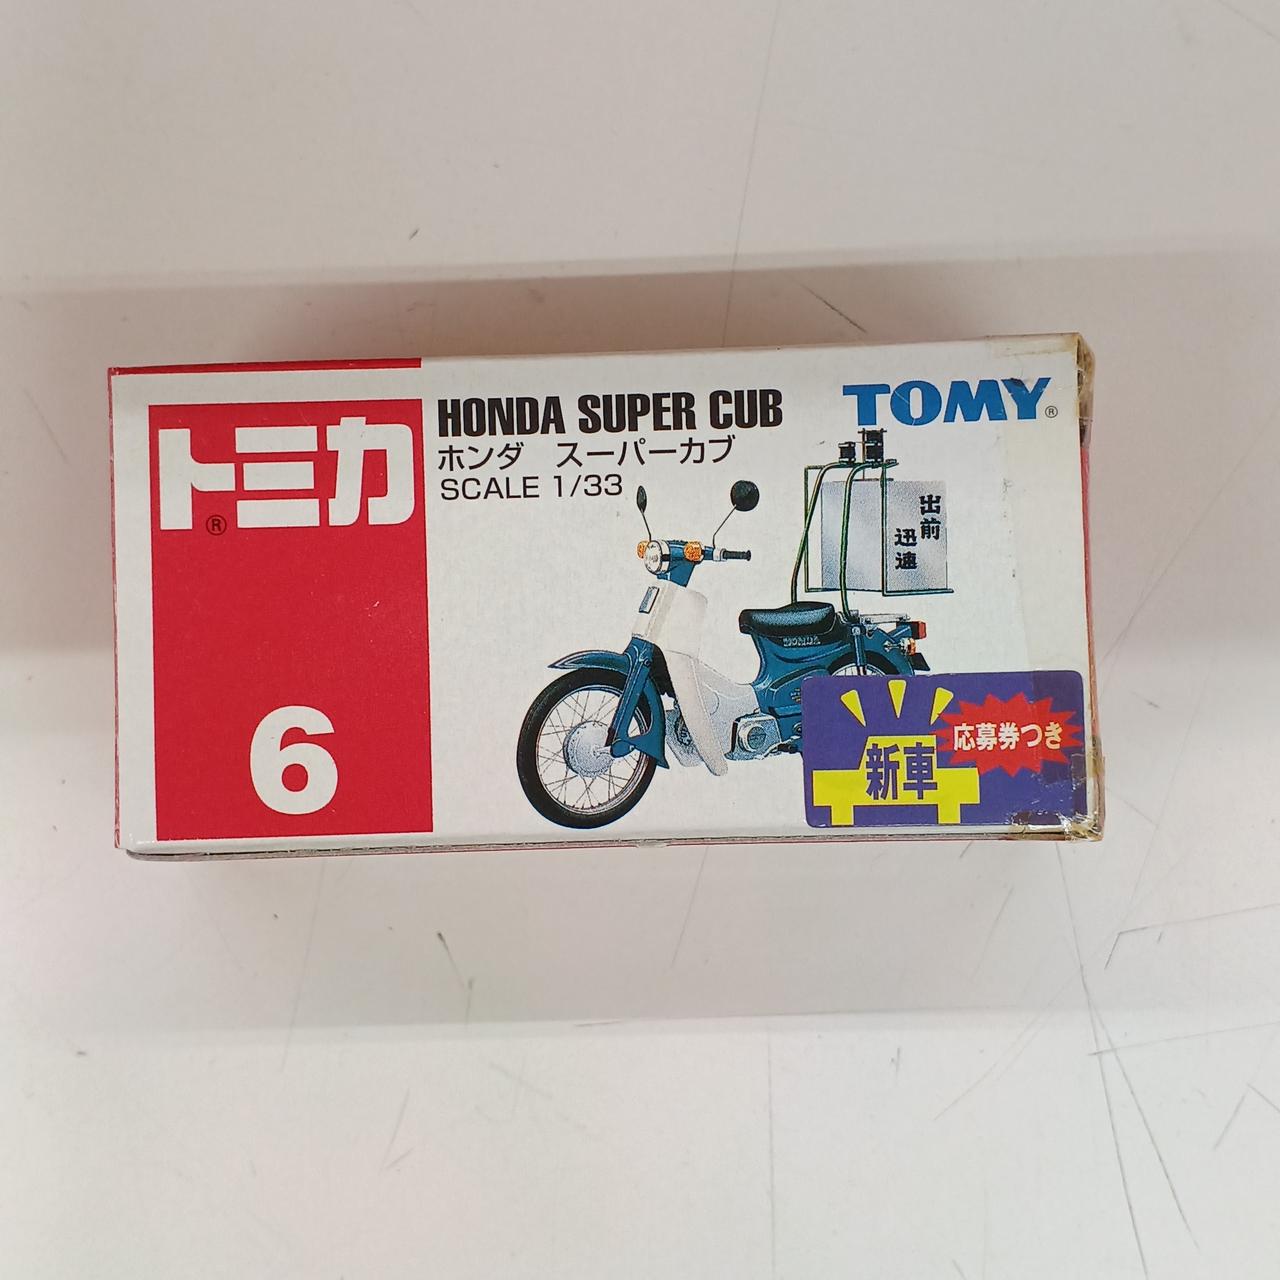 トミカ
®
6
HONDA SUPER CUB
ホンダ スーパーカブ
SCALE 1/33
TOMY®
出前
迅速
HONDA
新車
応募券つき